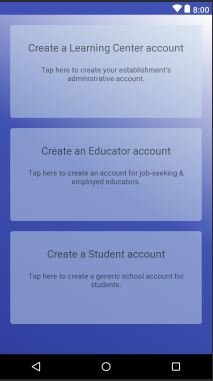 8:00
Create a Learning Center account
Tap here to create your establishment's
administrative account.
Create an Educator account
Tap here to create an account for job-seeking &
employed educators.
Create a Student account
Tap here to create a generic school account for
students.